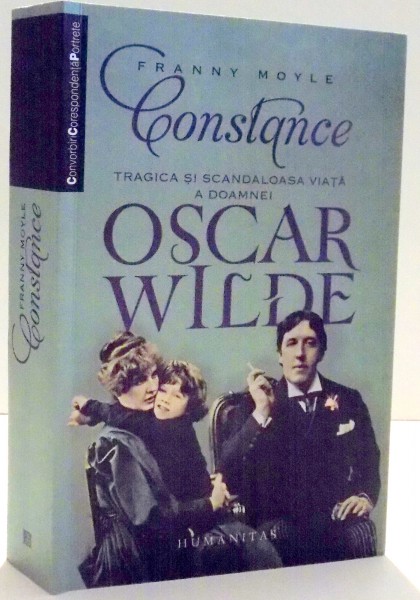 FRANNY MOYLE
Constance
TRAGICA ȘI SCANDALOASA VIAȚĂ
A DOAMNEI
OSCAR
WILDE
HUMANITAS
ConvorbiriCorespondențăPortrete
FRANNY MOYLE
Constance